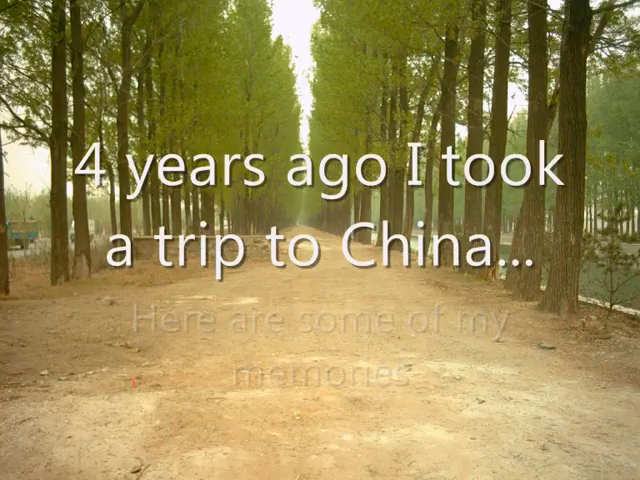 4 years ago I took
a trip to China...
Here are some of my
memories